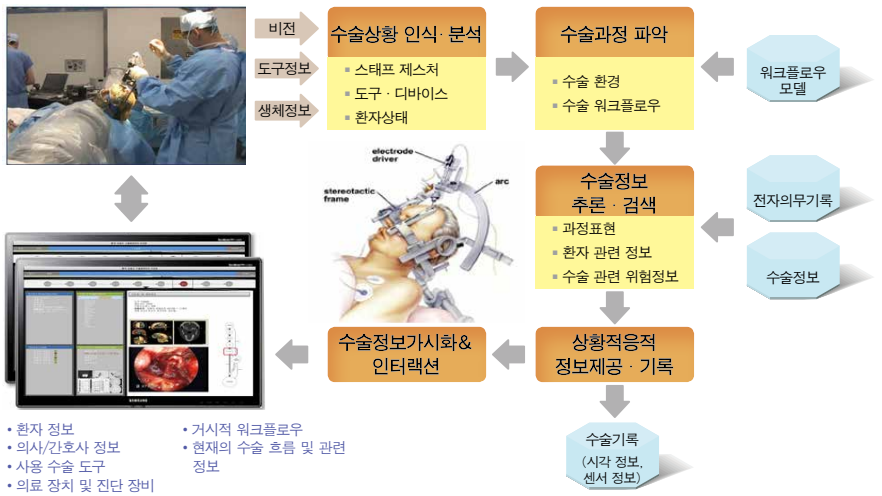 비전
도구정보
생체정보
수술상황 인식·분석
▪ 스태프 제스처
▪ 도구·디바이스
▪ 환자상태
수술과정 파악
▪ 수술 환경
▪ 수술 워크플로우
워크플로우
모델
electrode
driver
arc
stereotactic
frame
수술정보
추론·검색
▪ 과정표현
▪ 환자 관련 정보
▪ 수술 관련 위험정보
전자의무기록
수술정보
수술정보가시화&
인터랙션
상황적응적
정보제공·기록
수술기록
(시각 정보,
센서 정보)
SAMSUNG
• 환자 정보
• 의사/간호사 정보
• 사용 수술 도구
• 의료 장치 및 진단 장비
• 거시적 워크플로우
• 현재의 수술 흐름 및 관련
정보